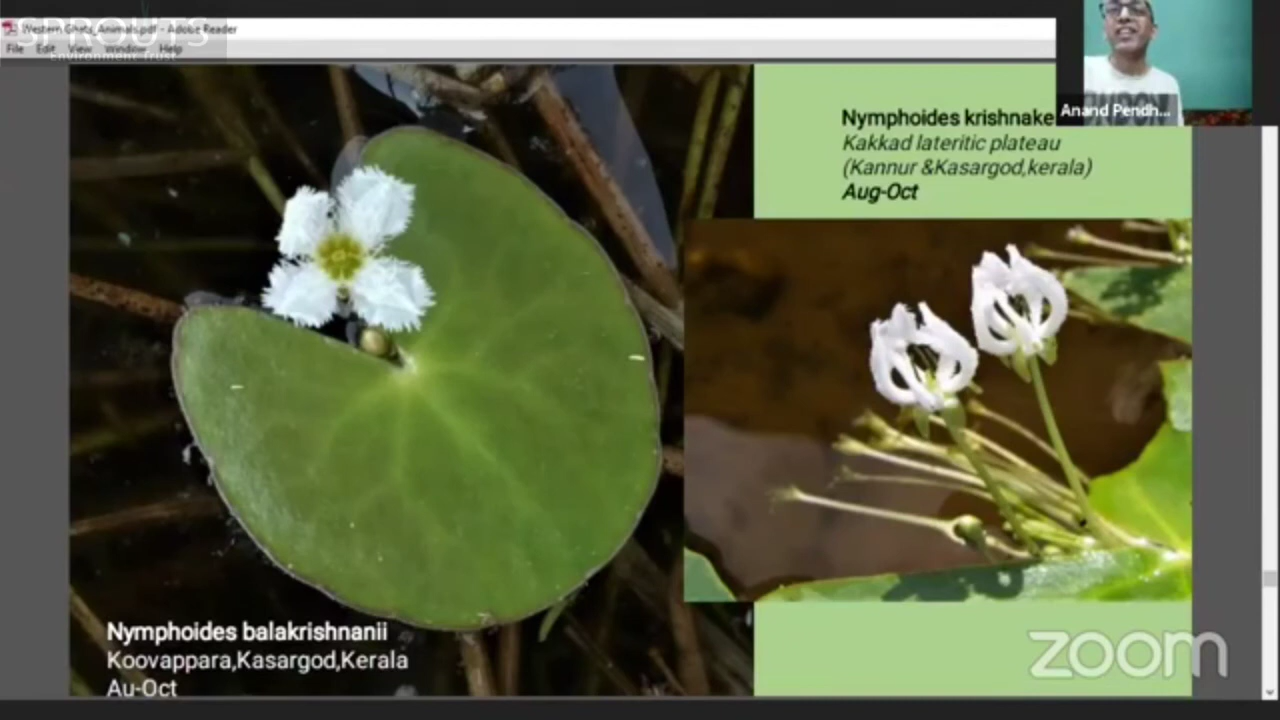 Western Ghats_Animals.pdf - Adobe Reader
File Edit View Window Help
SPROUTS
Environment Trust
Anand Pendh...
Nymphoides krishnake
Kakkad lateritic plateau
(Kannur &Kasargod,kerala)
Aug-Oct
Nymphoides balakrishnanii
Koovappara,Kasargod,Kerala
Au-Oct
zoom